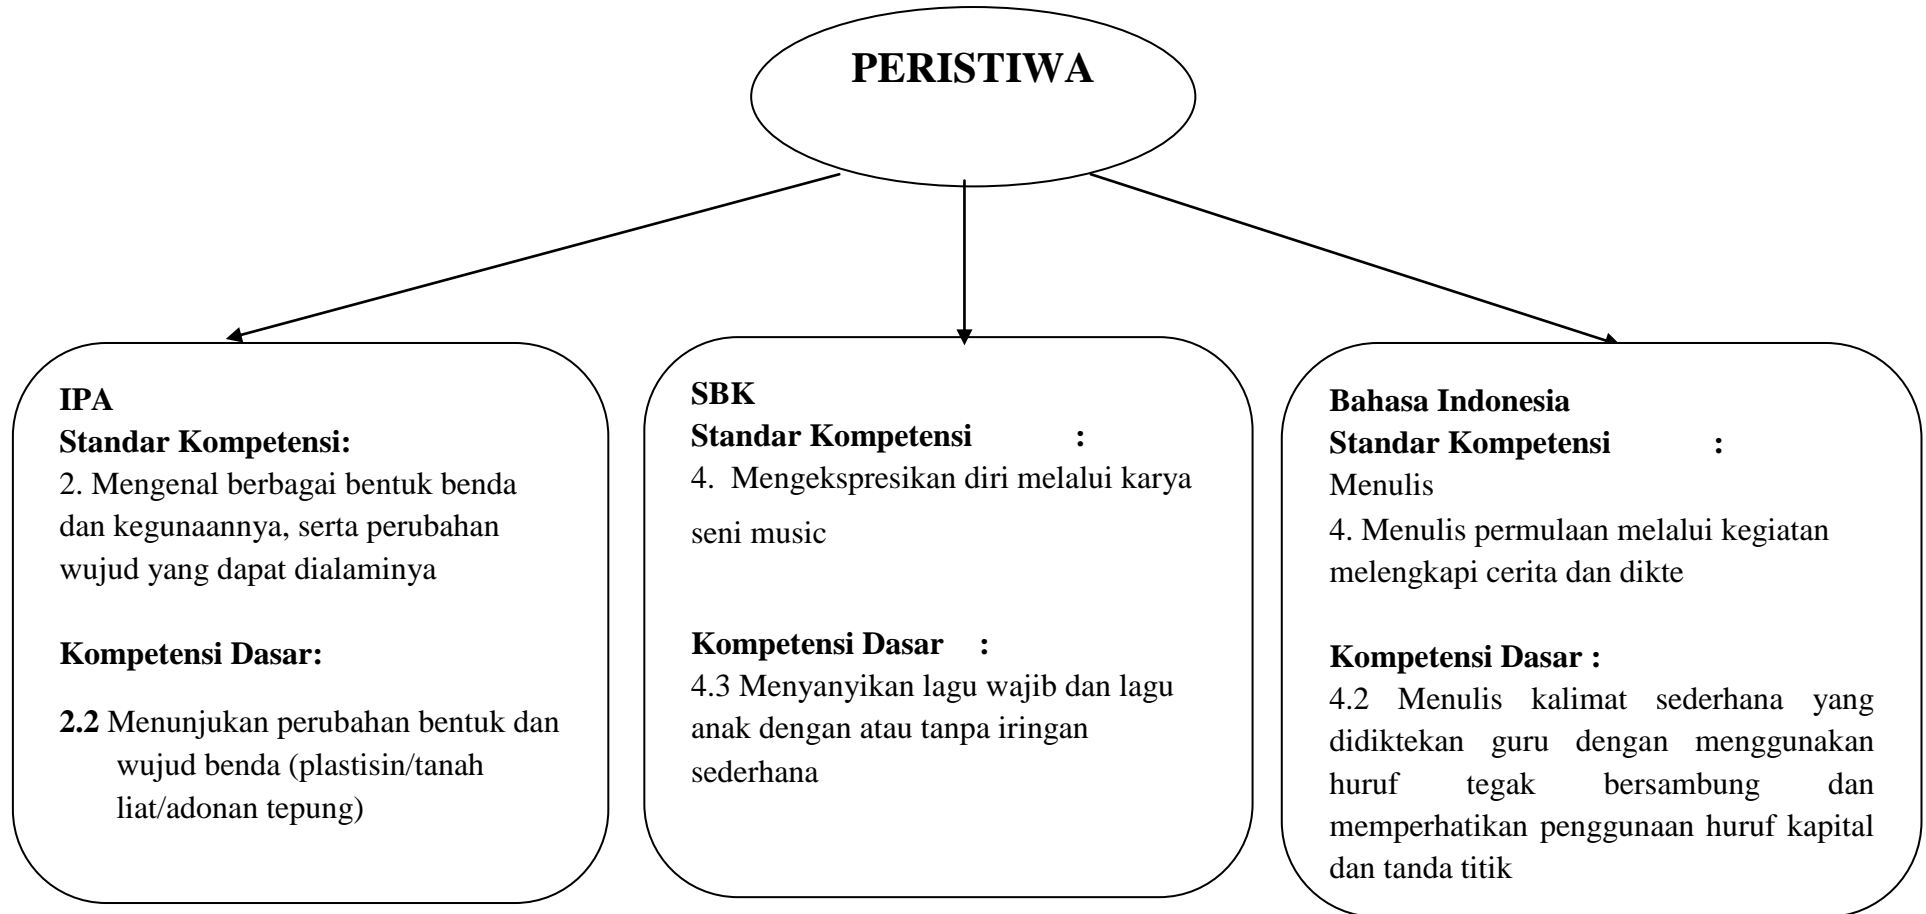 PERISTIWA
IPA
Standar Kompetensi:
2. Mengenal berbagai bentuk benda
dan kegunaannya, serta perubahan
wujud yang dapat dialaminya
Kompetensi Dasar:
2.2 Menunjukan perubahan bentuk dan
wujud benda (plastisin/tanah
liat/adonan tepung)
SBK
Standar Kompetensi :
4. Mengekspresikan diri melalui karya
seni music
Kompetensi Dasar :
4.3 Menyanyikan lagu wajib dan lagu
anak dengan atau tanpa iringan
sederhana
Bahasa Indonesia
Standar Kompetensi :
Menulis
4. Menulis permulaan melalui kegiatan
melengkapi cerita dan dikte
Kompetensi Dasar :
4.2 Menulis kalimat sederhana yang
didiktekan guru dengan menggunakan
huruf tegak bersambung dan
memperhatikan penggunaan huruf kapital
dan tanda titik